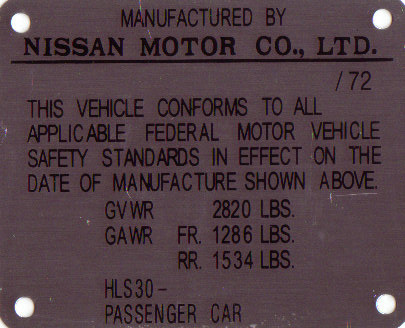 MANUFACTURED BY
NISSAN MOTOR CO., LTD.
/72
THIS VEHICLE CONFORMS TO ALL
APPLICABLE FEDERAL MOTOR VEHICLE
SAFETY STANDARDS IN EFFECT ON THE
DATE OF MANUFACTURE SHOWN ABOVE.
GVWR 2820 LBS.
GAWR FR. 1286 LBS.
RR. 1534 LBS.
HLS30-
PASSENGER CAR